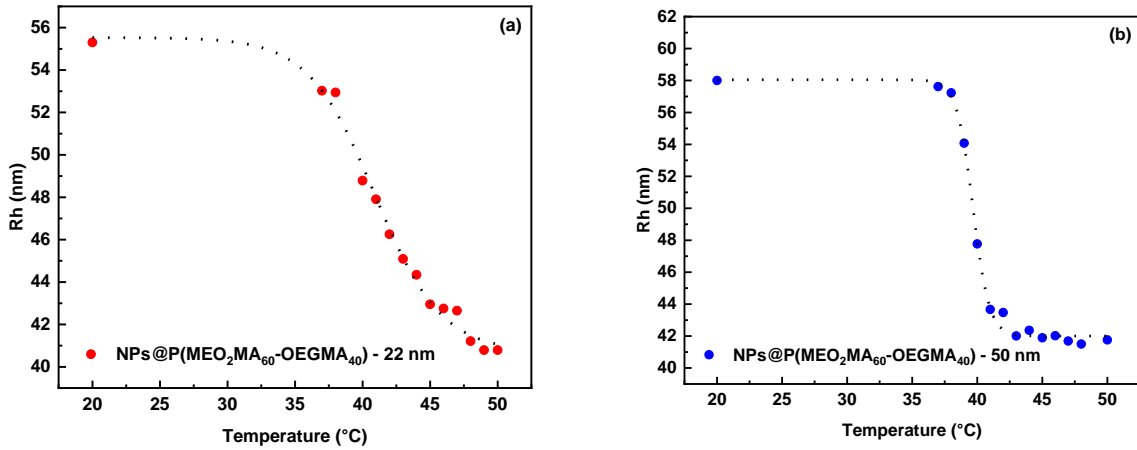 (a)
56
54
52
50
48
46
44
42
40
Rh (nm)
NPs@P(MEO₂MA₆₀-OEGMA₄₀) - 22 nm
20 25 30 35 40 45 50
Temperature (°C)
(b)
62
60
58
56
54
52
50
48
46
44
42
40
Rh (nm)
NPs@P(MEO₂MA₆₀-OEGMA₄₀) - 50 nm
20 25 30 35 40 45 50
Temperature (°C)